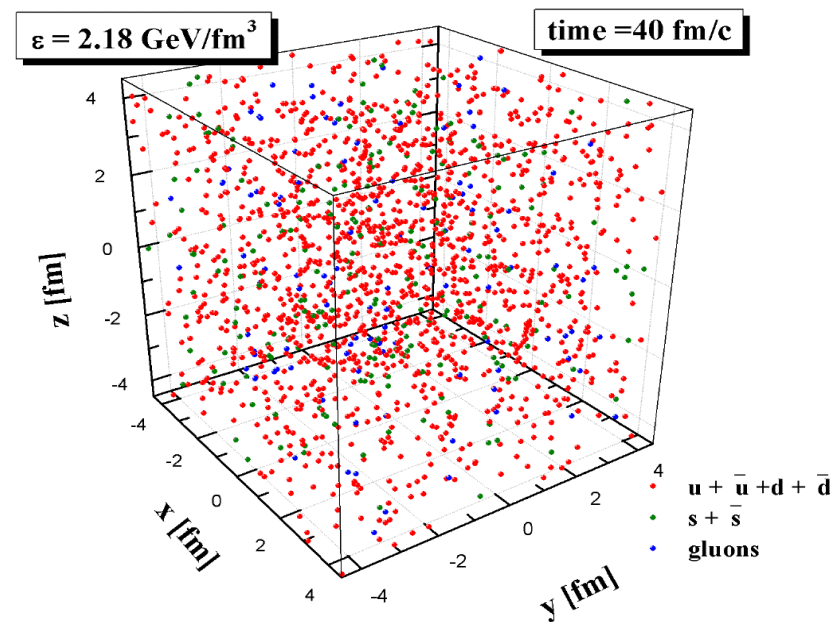 ε = 2.18 GeV/fm³
time =40 fm/c
4
2
0
-2
-4
z [fm]
-4
-2
0
2
4
x [fm]
-4
-2
0
2
4
y [fm]
u + ū +d + d̄
s + s̄
gluons